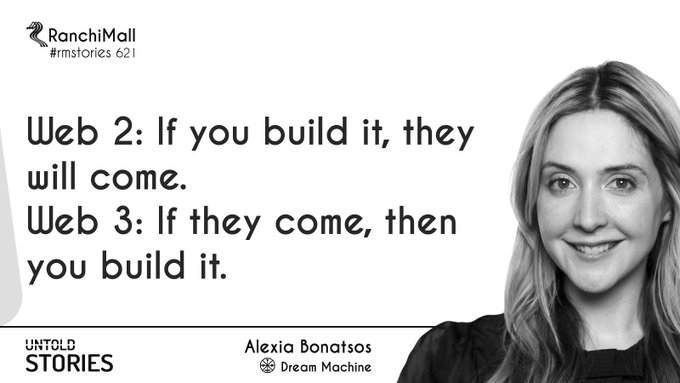 RanchiMall
#rmstories 621
Web 2: If you build it, they
will come.
Web 3: If they come, then
you build it.
UNTOLD
STORIES
Alexia Bonatsos
Dream Machine